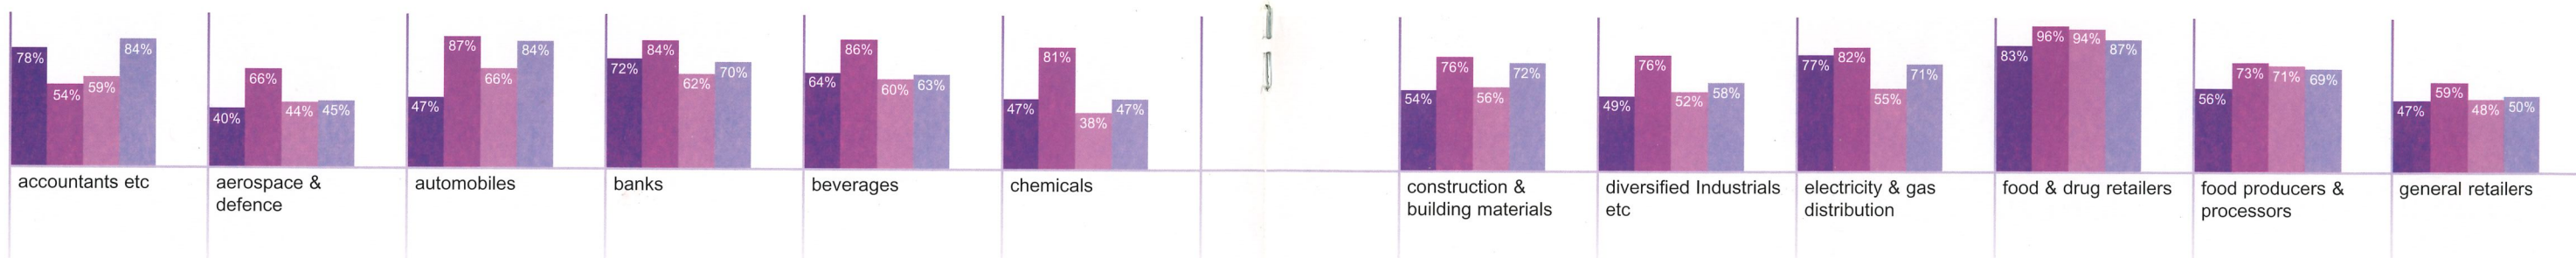 78% 54% 59% 84%
accountants etc
40% 66% 44% 45%
aerospace &
defence
47% 87% 66% 84%
automobiles
72% 84% 62% 70%
banks
64% 86% 60% 63%
beverages
47% 81% 38% 47%
chemicals
54% 76% 56% 72%
construction &
building materials
49% 76% 52% 58%
diversified Industrials
etc
77% 82% 55% 71%
electricity & gas
distribution
83% 96% 94% 87%
food & drug retailers
56% 73% 71% 69%
food producers &
processors
47% 59% 48% 50%
general retailers